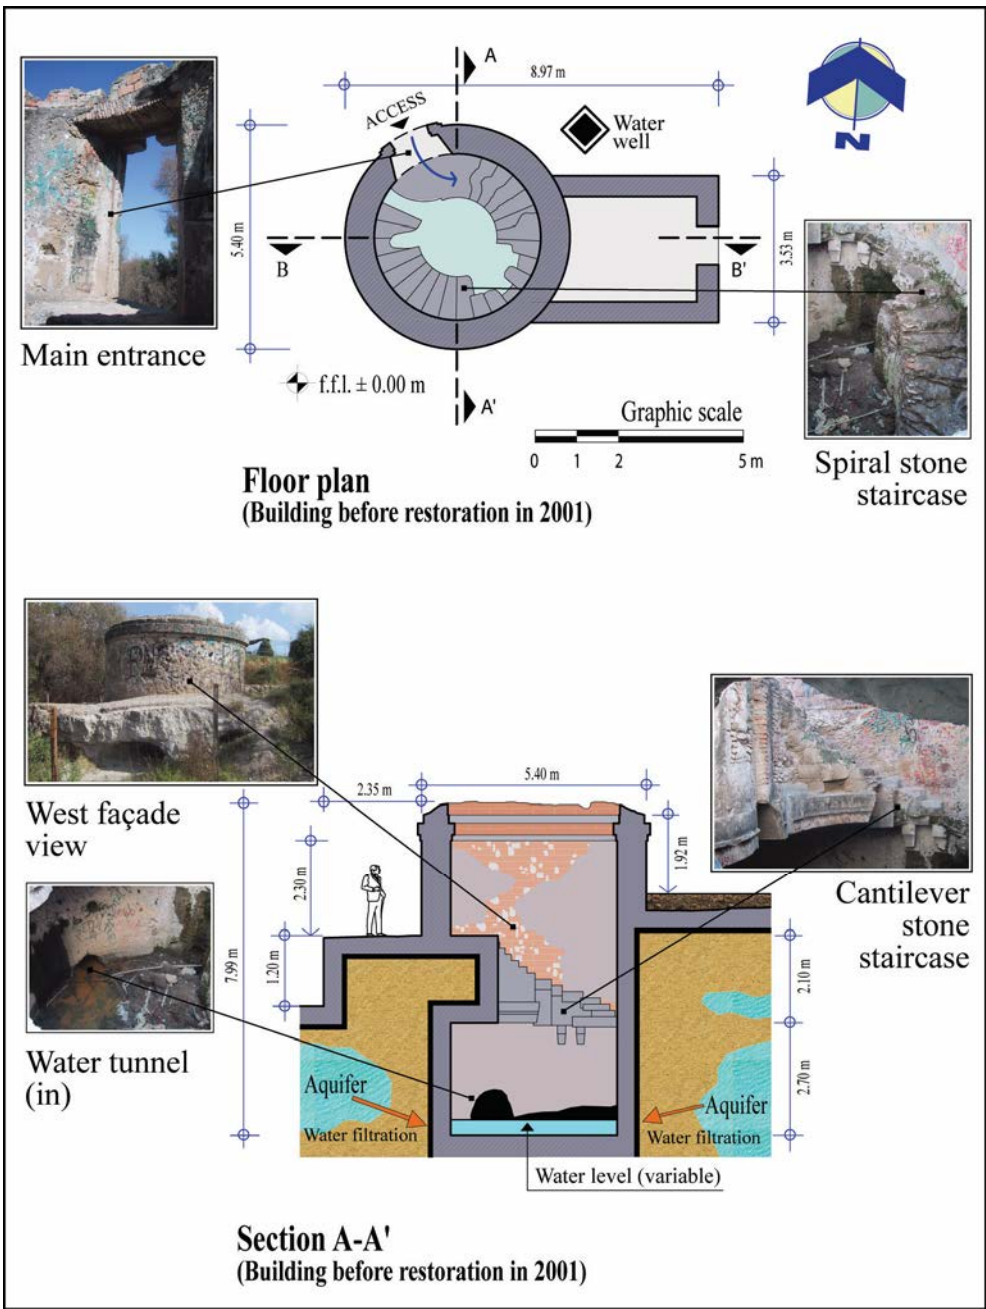 A
8.97 m
ACCESS
Water
well
N
5.40 m
B
B'
3.53 m
Main entrance
f.f.l. ± 0.00 m
A'
Graphic scale
0 1 2 5 m
Spiral stone
staircase
Floor plan
(Building before restoration in 2001)
West façade
view
2.35 m
5.40 m
2.30 m
1.92 m
Cantilever
stone
staircase
7.99 m
1.20 m
2.10 m
Water tunnel
(in)
2.70 m
Aquifer
Water filtration
Aquifer
Water filtration
Water level (variable)
Section A-A'
(Building before restoration in 2001)